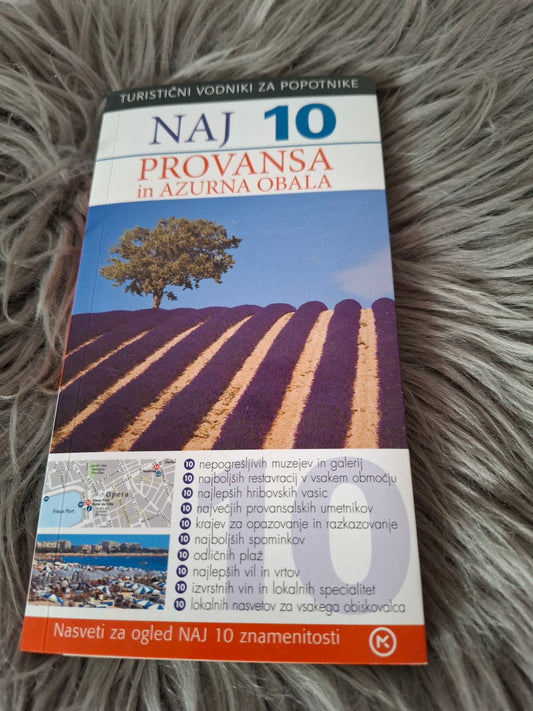 TURISTIČNI VODNIKI ZA POPOTNIKE
NAJ 10
PROVANSA
in AZURNA OBALA
Opera
Vieux Port
10 nepogrešljivih muzejev in galerij
10 najboljših restavracij v vsakem območju
10 najlepših hribovskih vasic
10 največjih provansalskih umetnikov
10 krajev za opazovanje in razkazovanje
10 najboljših spominkov
10 odličnih plaž
10 najlepših vil in vrtov
10 izvrstnih vin in lokalnih specialitet
10 lokalnih nasvetov za vsakega obiskovalca
10
Nasveti za ogled NAJ 10 znamenitosti